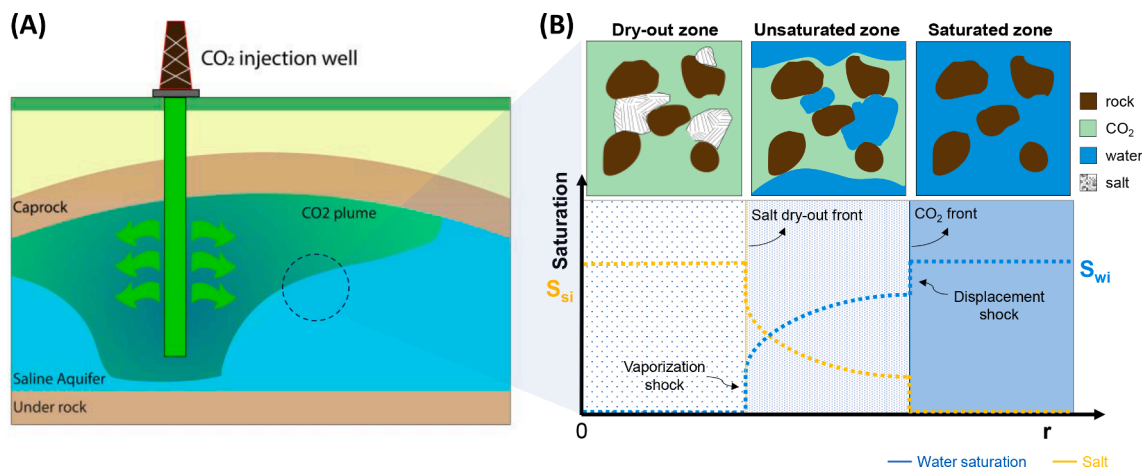 (A)
CO₂ injection well
Caprock
CO2 plume
Saline Aquifer
Under rock
(B)
Dry-out zone
Unsaturated zone
Saturated zone
rock
CO₂
water
salt
Saturation
Salt dry-out front
CO₂ front
S_si
S_wi
Displacement
shock
Vaporization
shock
0
r
Water saturation
Salt